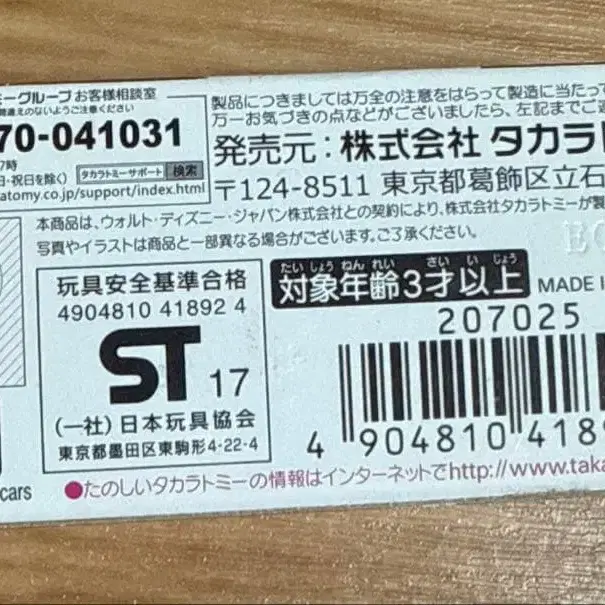 ミーグループ お客様相談室
間違えのないようご注意ください
70-041031
7時
日・祝日を除く) タカラトミーサポート 検索
atomy.co.jp/support/index.html
製品につきましては万全の注意をはらって製造に当たって
万一お気づきの点などがございましたら、左記までご連
発売元:株式会社 タカラト
〒124-8511 東京都葛飾区立石
本商品は、ウォルト・ディズニー・ジャパン株式会社との契約により、株式会社タカラトミーが製
写真やイラストは商品と一部異なる場合がございます。ご了承ください。
玩具安全基準合格
4904810 41892 4
ST 17
(一社)日本玩具協会
東京都墨田区東駒形4-22-4
たいしょうねんれい さい いじょう
対象年齢3才以上
MADE I
207025
4 904810 418
cars
●たのしいタカラトミーの情報はインターネットでhttp://www.taka